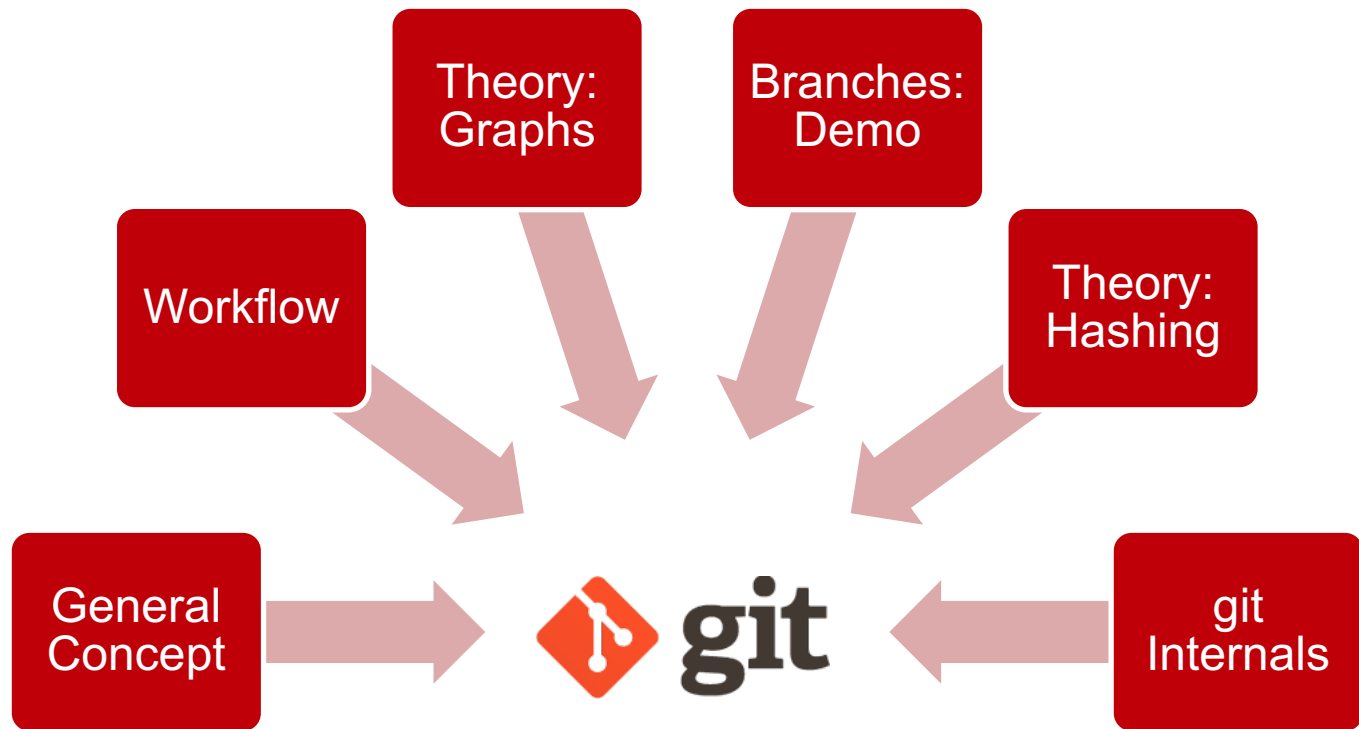 Theory:
Graphs
Branches:
Demo
Workflow
Theory:
Hashing
General
Concept
git
git
Internals